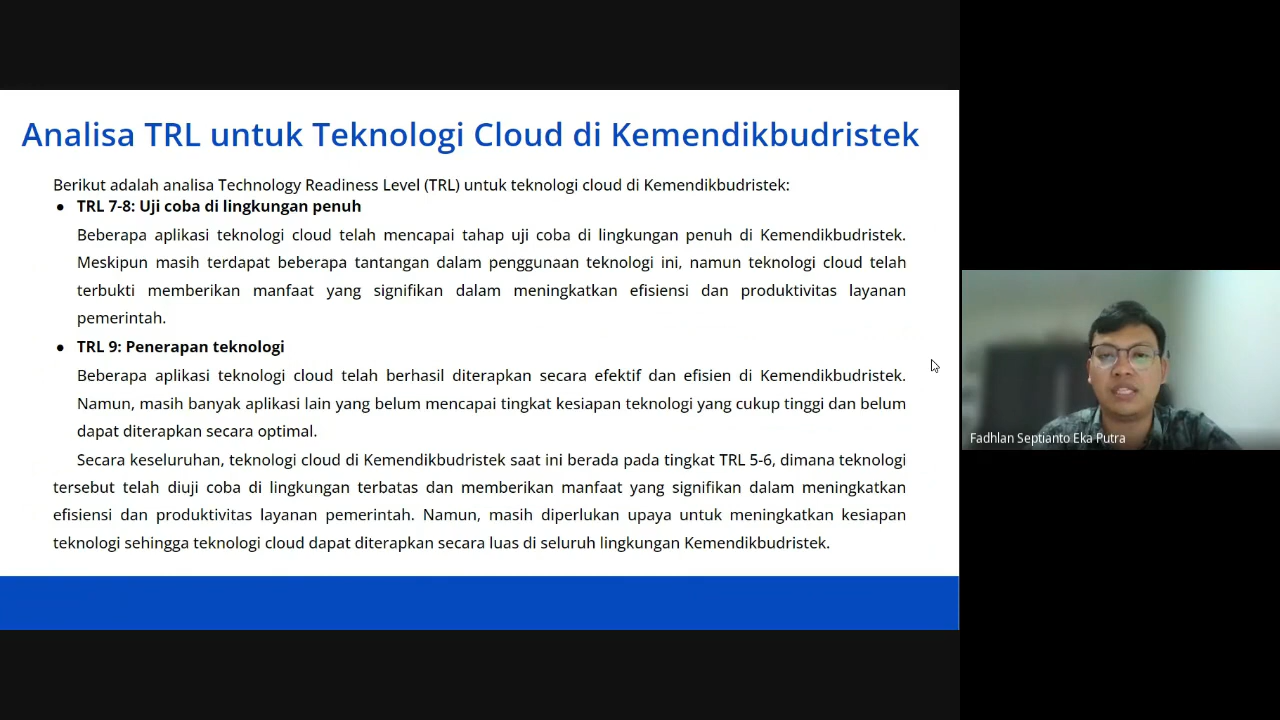 Analisa TRL untuk Teknologi Cloud di Kemendikbudristek
Berikut adalah analisa Technology Readiness Level (TRL) untuk teknologi cloud di Kemendikbudristek:
● TRL 7-8: Uji coba di lingkungan penuh
Beberapa aplikasi teknologi cloud telah mencapai tahap uji coba di lingkungan penuh di Kemendikbudristek.
Meskipun masih terdapat beberapa tantangan dalam penggunaan teknologi ini, namun teknologi cloud telah
terbukti memberikan manfaat yang signifikan dalam meningkatkan efisiensi dan produktivitas layanan
pemerintah.
● TRL 9: Penerapan teknologi
Beberapa aplikasi teknologi cloud telah berhasil diterapkan secara efektif dan efisien di Kemendikbudristek.
Namun, masih banyak aplikasi lain yang belum mencapai tingkat kesiapan teknologi yang cukup tinggi dan belum
dapat diterapkan secara optimal.
Secara keseluruhan, teknologi cloud di Kemendikbudristek saat ini berada pada tingkat TRL 5-6, dimana teknologi
tersebut telah diuji coba di lingkungan terbatas dan memberikan manfaat yang signifikan dalam meningkatkan
efisiensi dan produktivitas layanan pemerintah. Namun, masih diperlukan upaya untuk meningkatkan kesiapan
teknologi sehingga teknologi cloud dapat diterapkan secara luas di seluruh lingkungan Kemendikbudristek.
Fadhlan Septianto Eka Putra